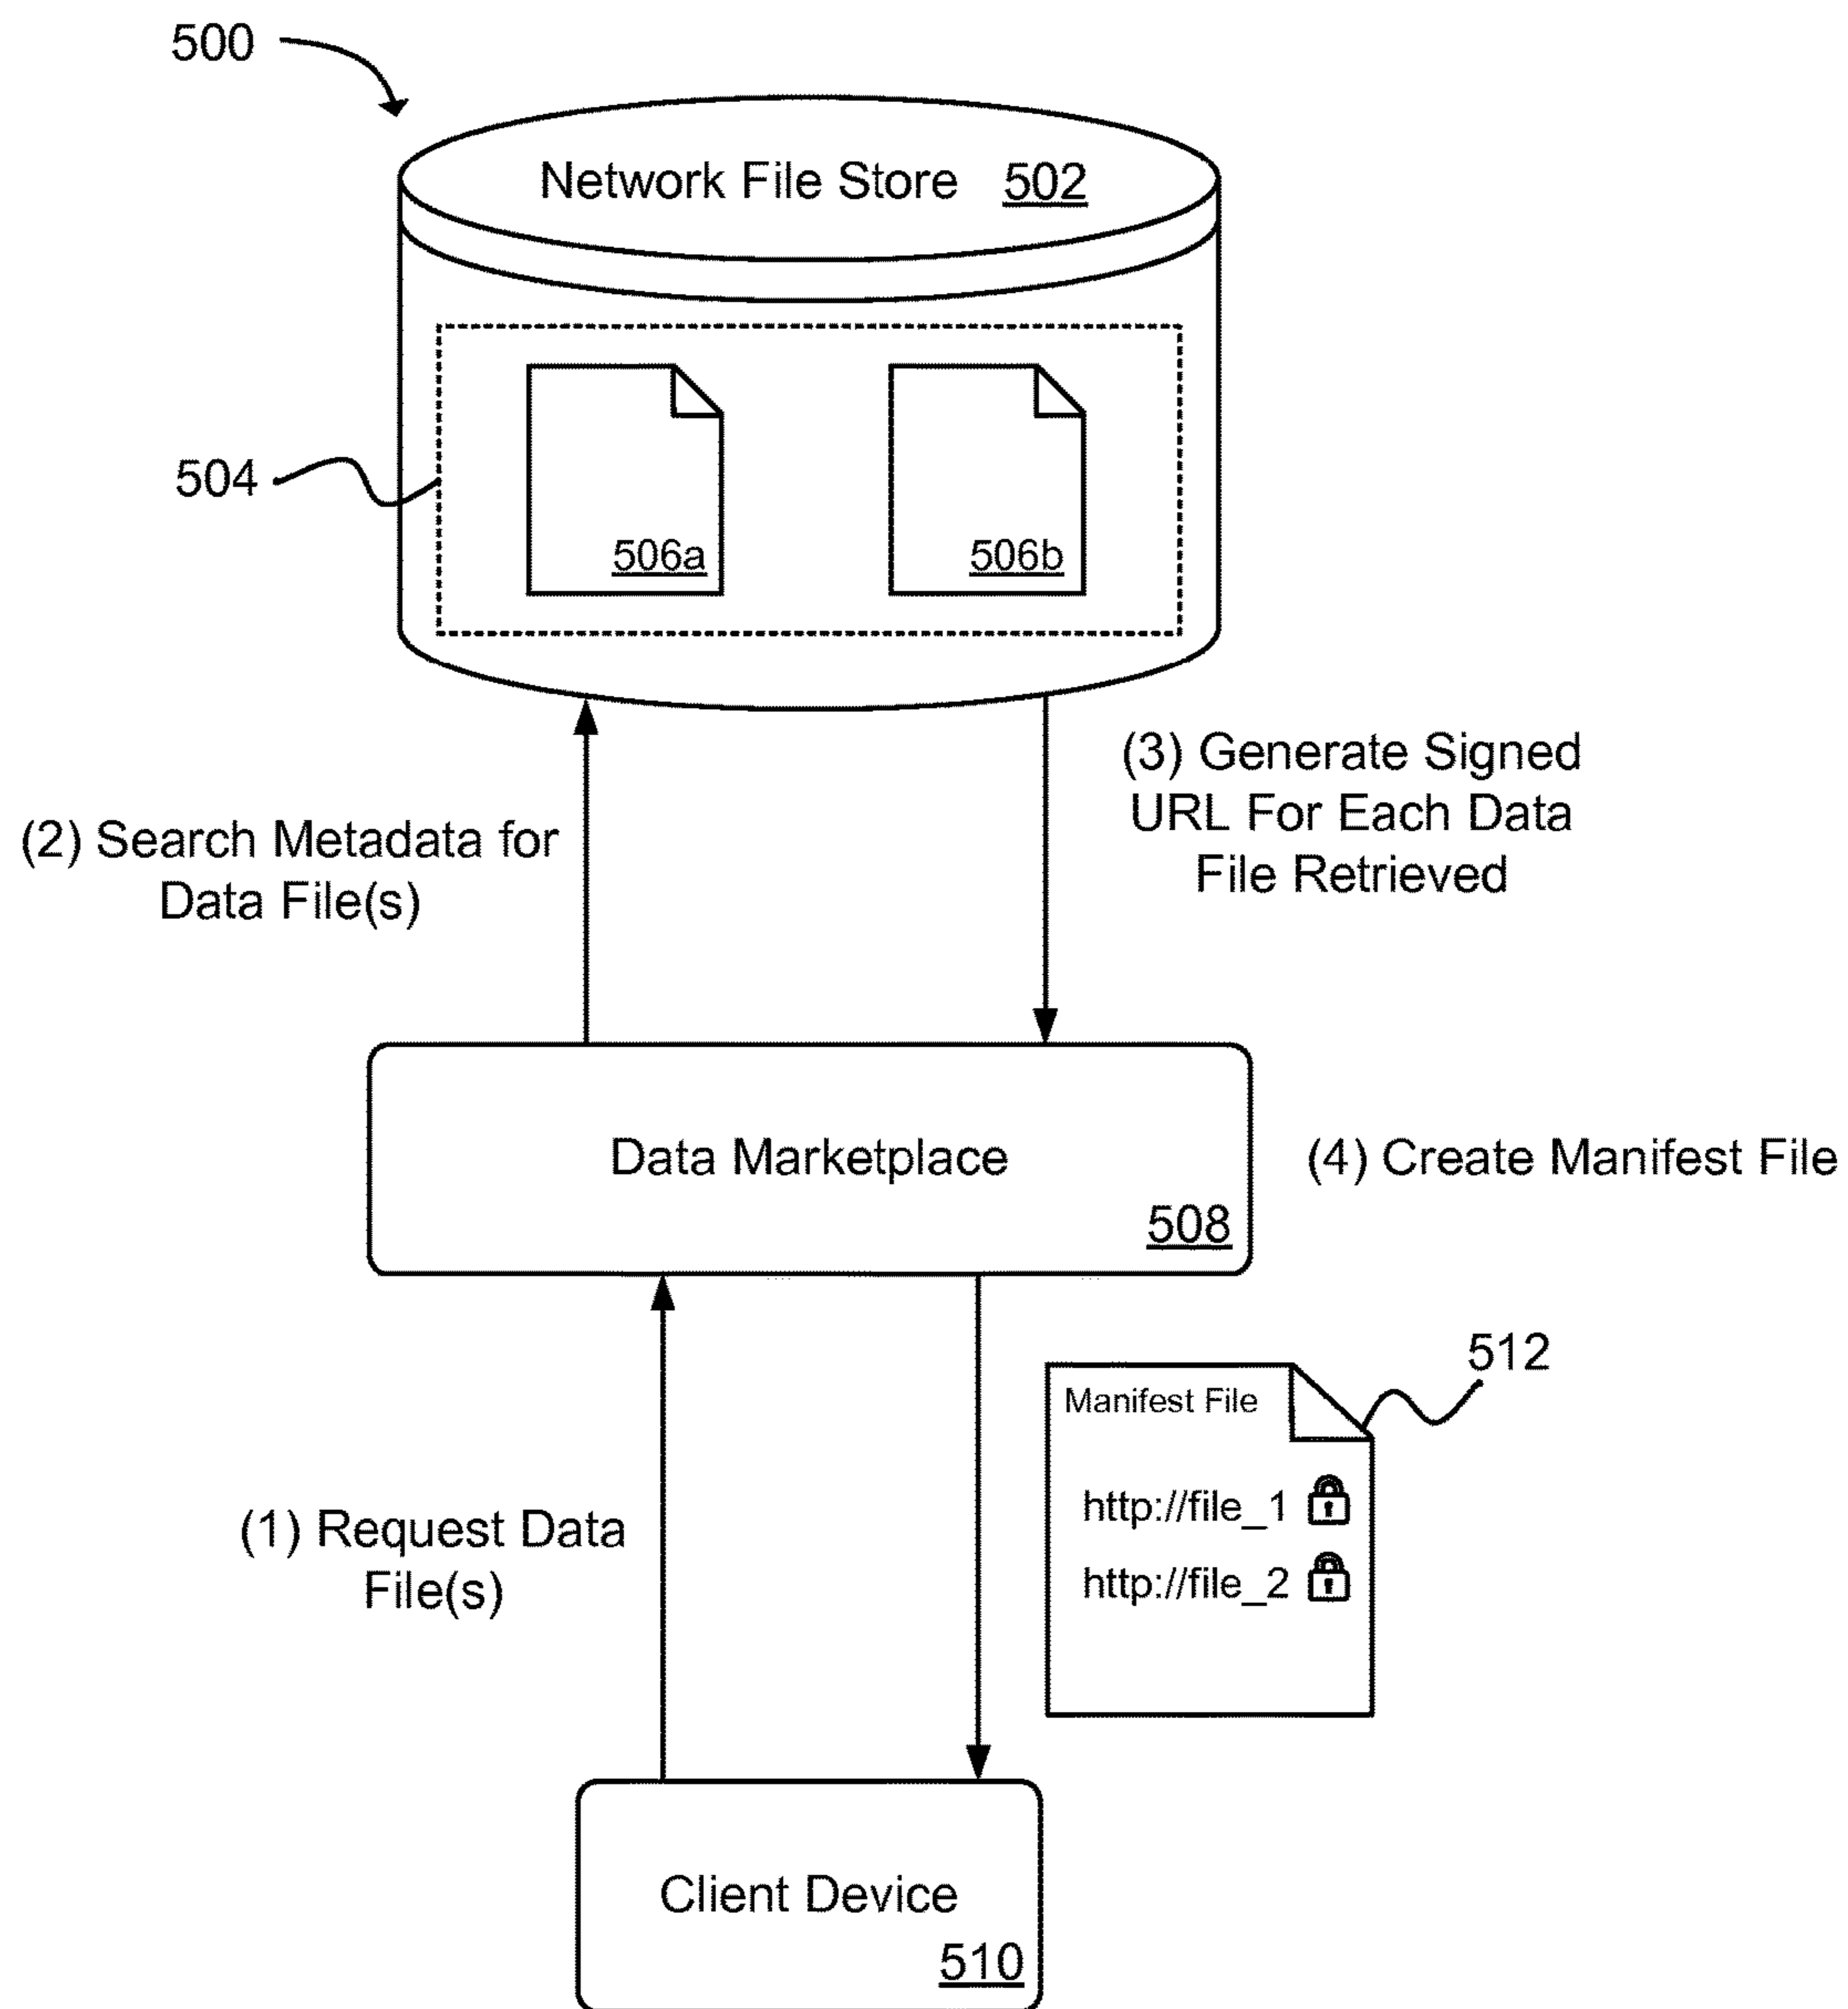 500
Network File Store 502
504
506a
506b
(3) Generate Signed
URL For Each Data
File Retrieved
(2) Search Metadata for
Data File(s)
Data Marketplace
508
(4) Create Manifest File
512
Manifest File
http://file_1
http://file_2
(1) Request Data
File(s)
Client Device
510